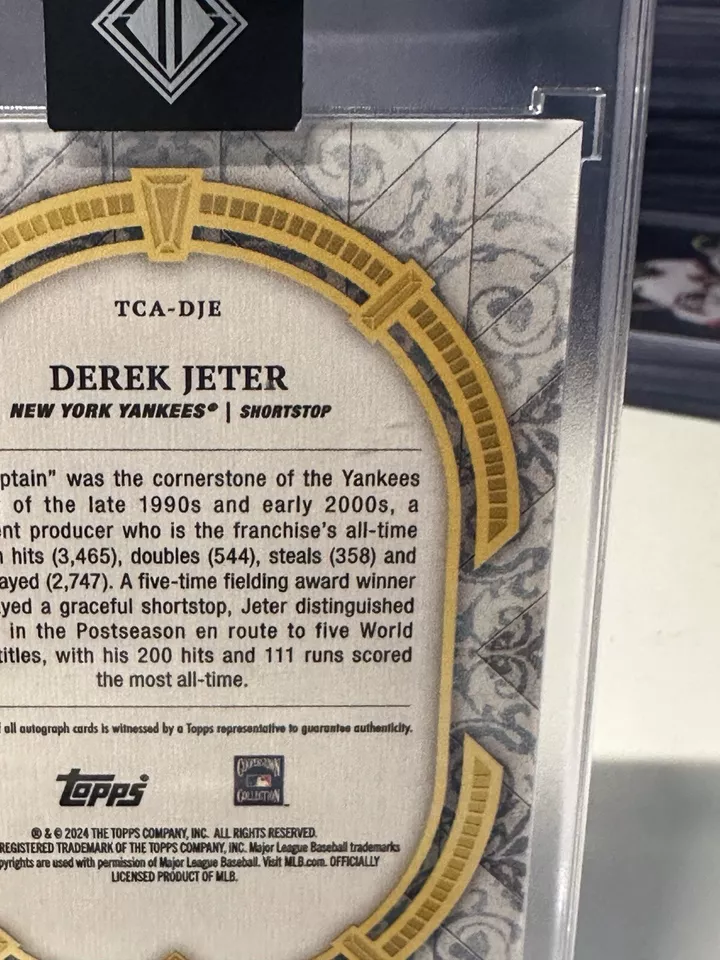 TCA-DJE
DEREK JETER
NEW YORK YANKEES® | SHORTSTOP
ptain” was the cornerstone of the Yankees
of the late 1990s and early 2000s, a
nt producer who is the franchise’s all-time
hits (3,465), doubles (544), steals (358) and
ayed (2,747). A five-time fielding award winner
yed a graceful shortstop, Jeter distinguished
in the Postseason en route to five World
titles, with his 200 hits and 111 runs scored
the most all-time.
all autograph cards is witnessed by a Topps representative to guarantee authenticity.
topps
COOPERSTOWN
COLLECTION
® & © 2024 THE TOPPS COMPANY, INC. ALL RIGHTS RESERVED.
REGISTERED TRADEMARK OF THE TOPPS COMPANY, INC. Major League Baseball trademarks
pyrights are used with permission of Major League Baseball. Visit MLB.com. OFFICIALLY
LICENSED PRODUCT OF MLB.